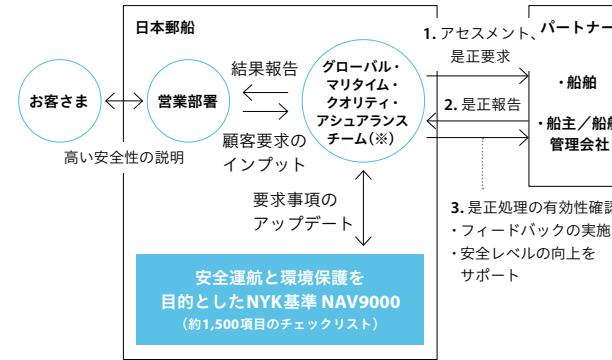 日本郵船
お客さま
高い安全性の説明
営業部署
結果報告
顧客要求の
インプット
グローバル・
マリタイム・
クオリティ・
アシュアランス
チーム(※)
要求事項の
アップデート
安全運航と環境保護を
目的としたNYK基準 NAV9000
（約1,500項目のチェックリスト）
1. アセスメント、
是正要求
2. 是正報告
3. 是正処理の有効性確認
・フィードバックの実施
・安全レベルの向上を
サポート
パートナー
・船舶
・船主／船舶
管理会社